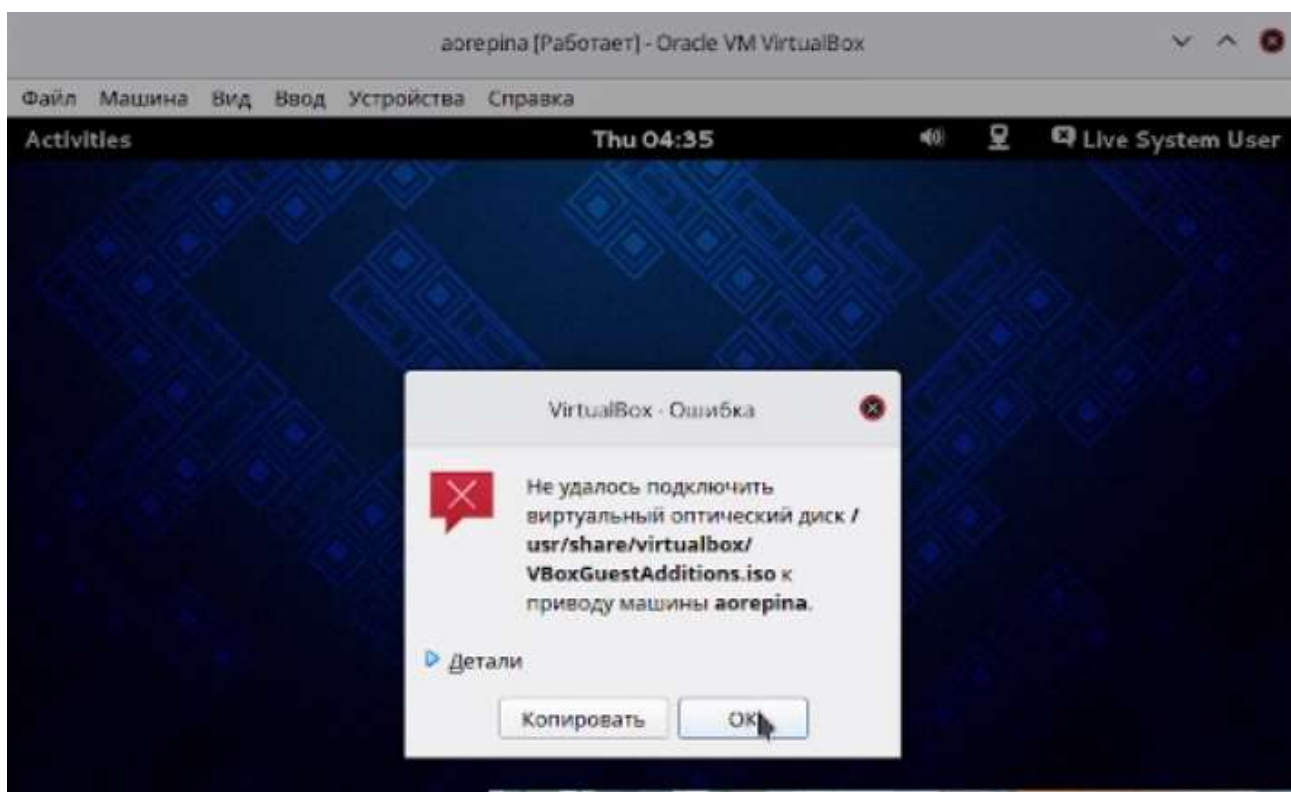 aorepina [Работает] - Oracle VM VirtualBox
Файл Машина Вид Ввод Устройства Справка
Activities Thu 04:35 Live System User
VirtualBox - Ошибка
Не удалось подключить
виртуальный оптический диск /
usr/share/virtualbox/
VBoxGuestAdditions.iso к
приводу машины aorepina.
Детали
Копировать OK